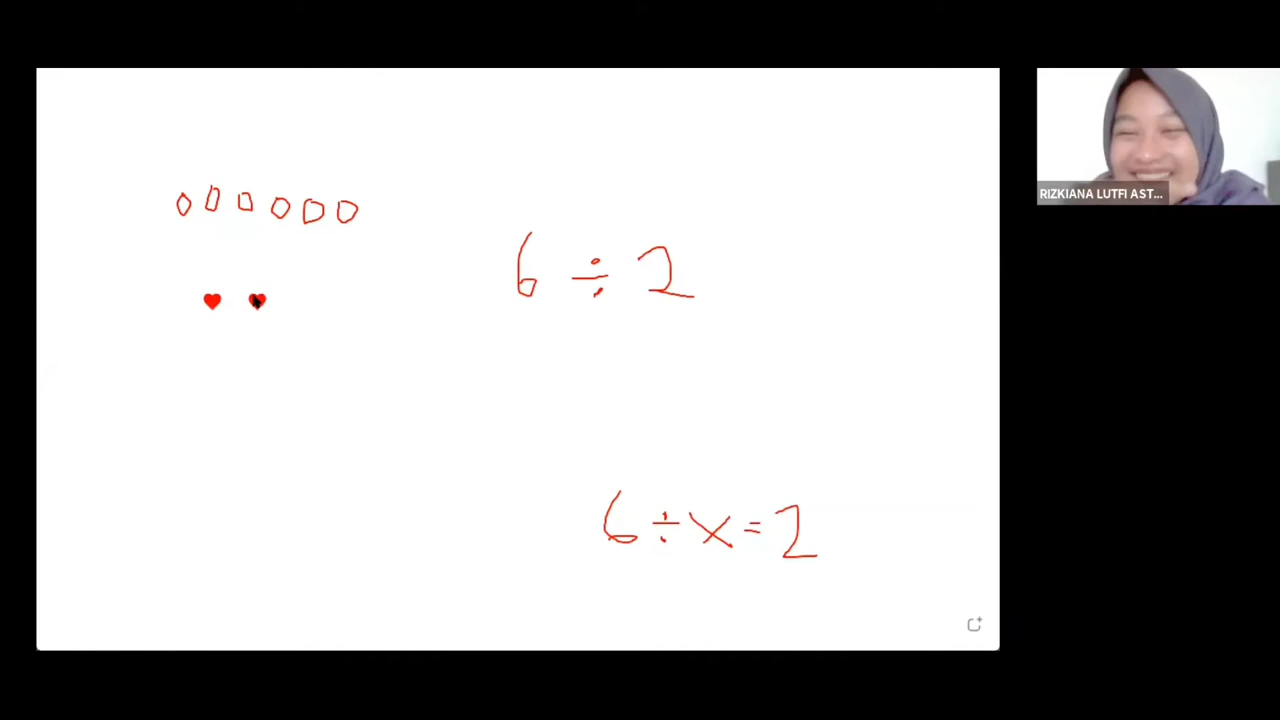 RIZKIANA LUTFI AST...
6 ÷ 2
6 ÷ x = 2